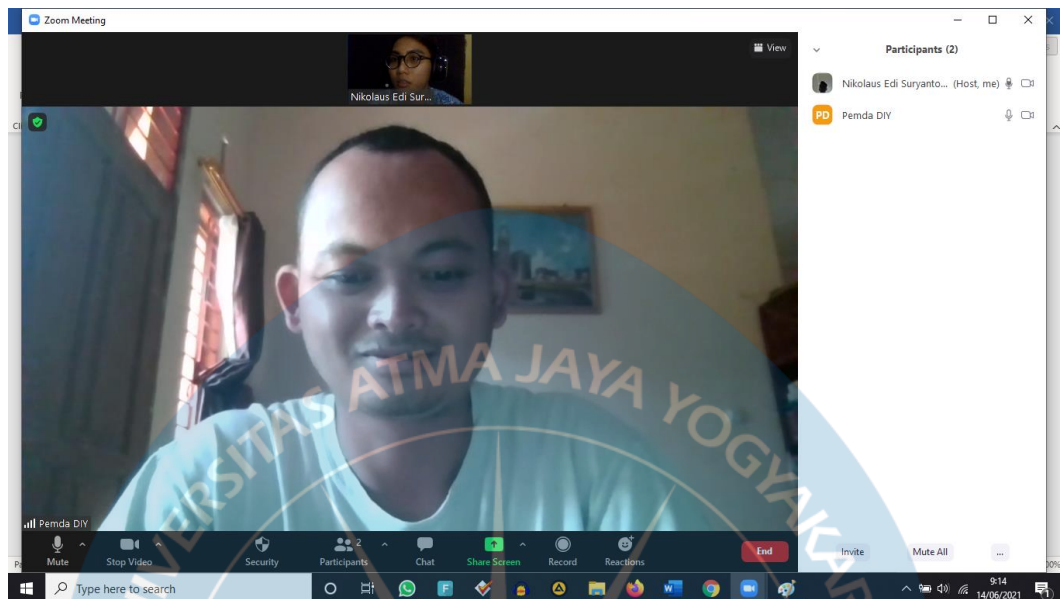 Zoom Meeting
View
Participants (2)
Nikolaus Edi Sur...
Nikolaus Edi Suryanto... (Host, me)
PD Pemda DIY
UNIVERSITAS ATMA JAYA YOGYAKAR
Pemda DIY
Mute
Stop Video
Security
2
Participants
Chat
Share Screen
Record
Reactions
End
Invite
Mute All
...
Type here to search
9:14
14/06/2021